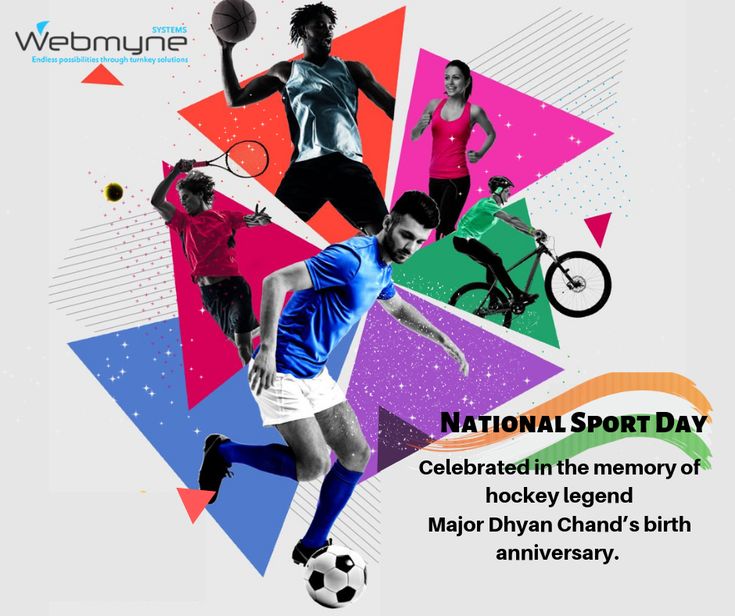 SYSTEMS
Webmyne
Endless possibilities through turnkey solutions
National Sport Day
Celebrated in the memory of
hockey legend
Major Dhyan Chand’s birth
anniversary.